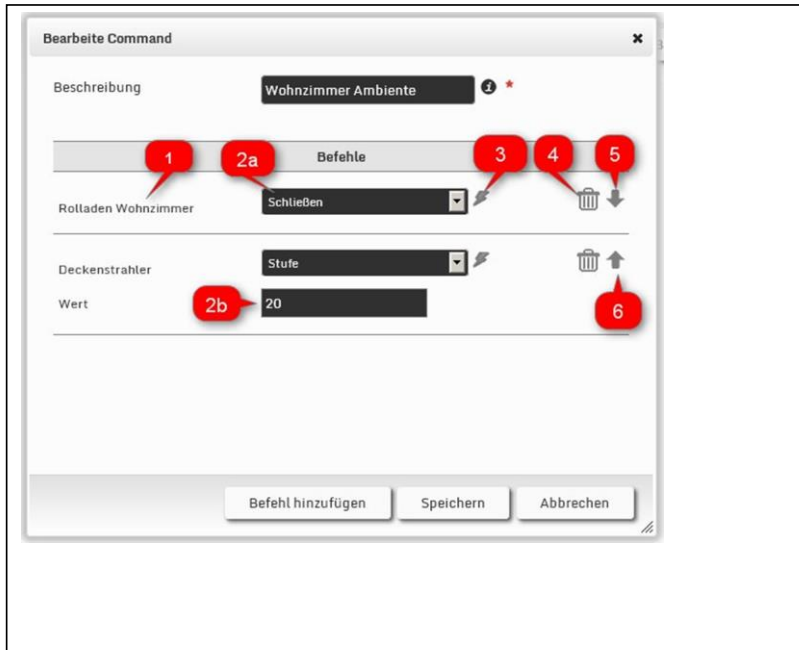 Bearbeite Command
Beschreibung Wohnzimmer Ambiente *
Befehle
1 2a 3 4 5
Rolladen Wohnzimmer Schließen
Deckenstrahler Stufe
Wert 2b 20 6
Befehl hinzufügen Speichern Abbrechen